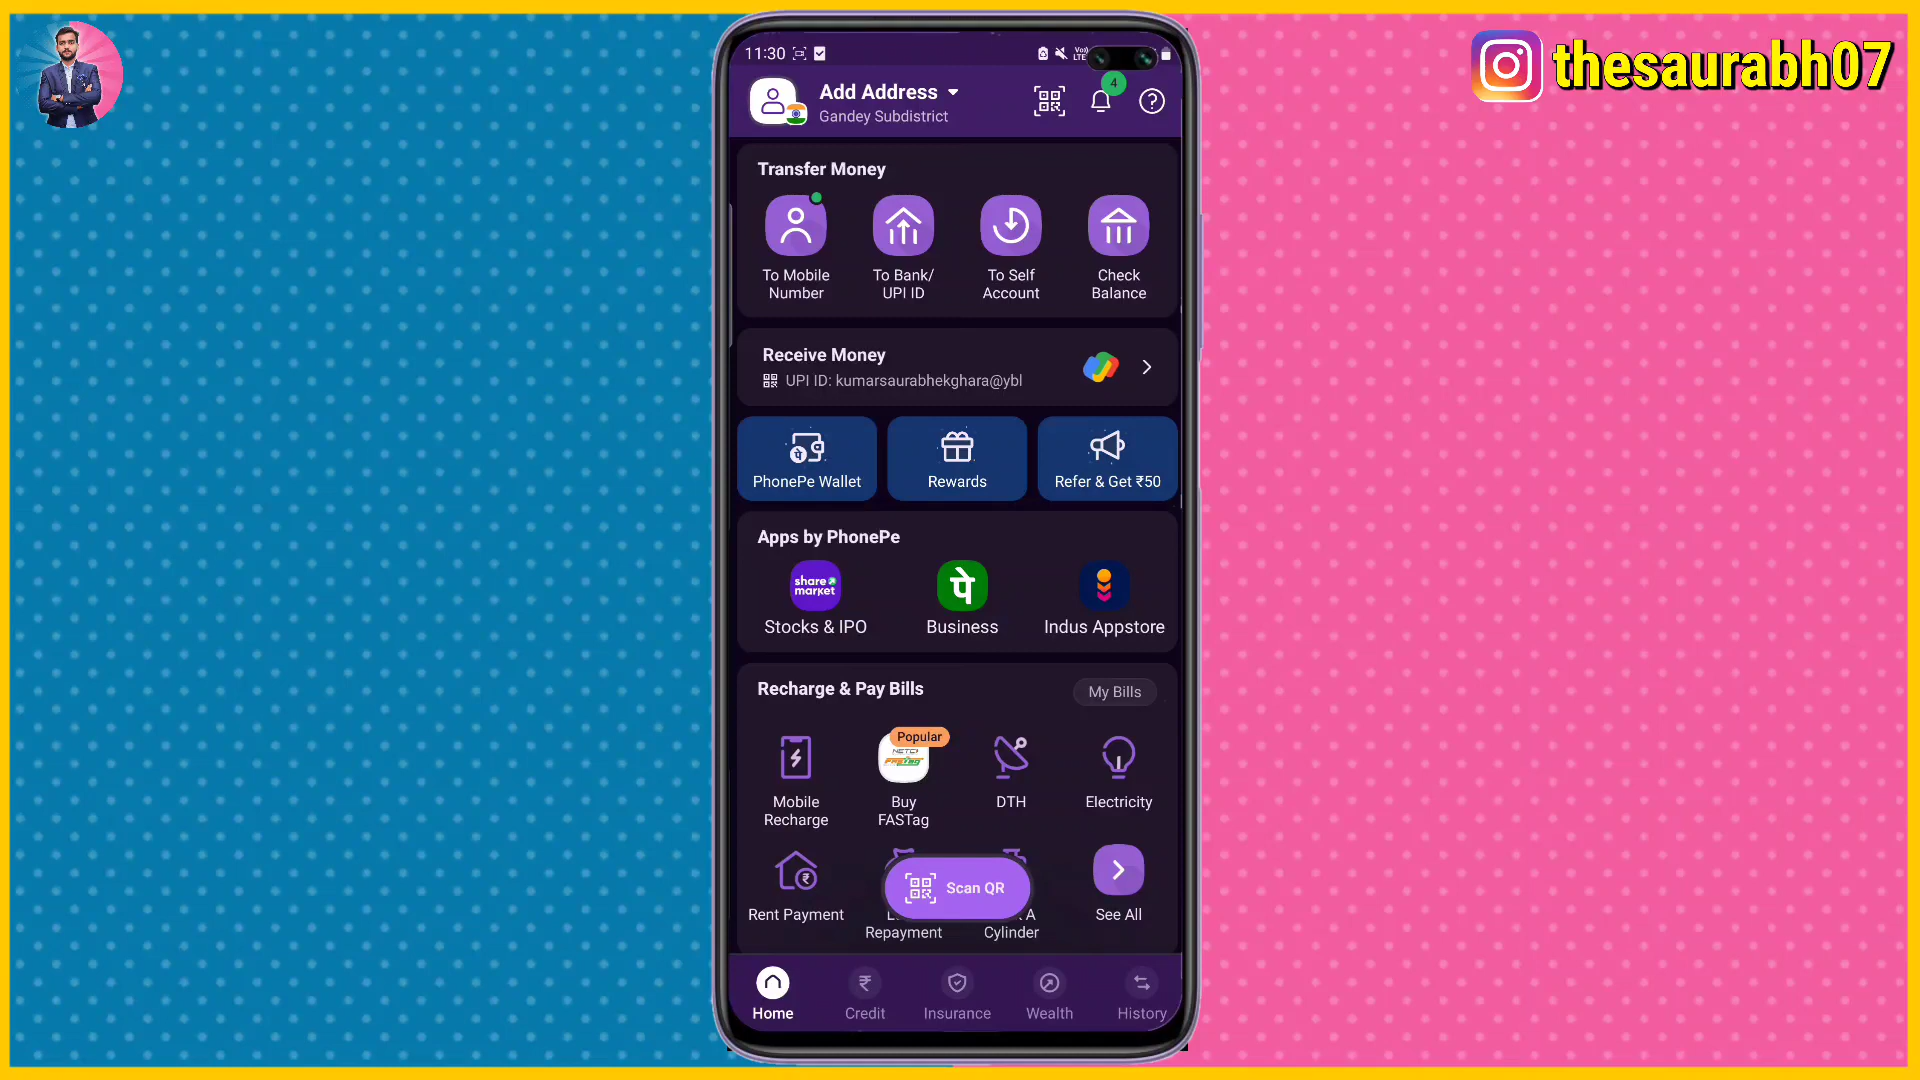 thesaurabh07
11:30
Vo)
LTE
Add Address
4
Gandey Subdistrict
Transfer Money
To Mobile
Number
To Bank/
UPI ID
To Self
Account
Check
Balance
Receive Money
UPI ID: kumarsaurabhekghara@ybl
पे
PhonePe Wallet
Rewards
Refer & Get ₹50
Apps by PhonePe
share
market
पे
Stocks & IPO
Business
Indus Appstore
Recharge & Pay Bills
My Bills
Popular
FASTag
Mobile
Recharge
Buy
FASTag
DTH
Electricity
₹
Scan QR
Rent Payment
Repayment
A
Cylinder
See All
₹
Home
Credit
Insurance
Wealth
History